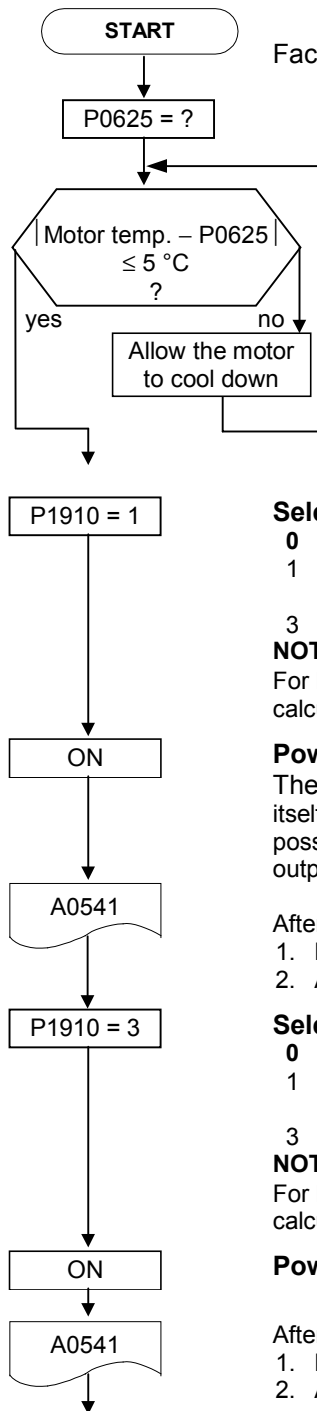 START
Fac
P0625 = ?
|Motor temp. – P0625|
≤ 5 °C
?
yes
no
Allow the motor
to cool down
P1910 = 1
Sele
0
1
3
NOT
For
calc
ON
Pow
The
itself
poss
outp
A0541
Afte
1.
2.
P1910 = 3
Sele
0
1
3
NOT
For
calc
ON
Pow
A0541
Afte
1.
2.